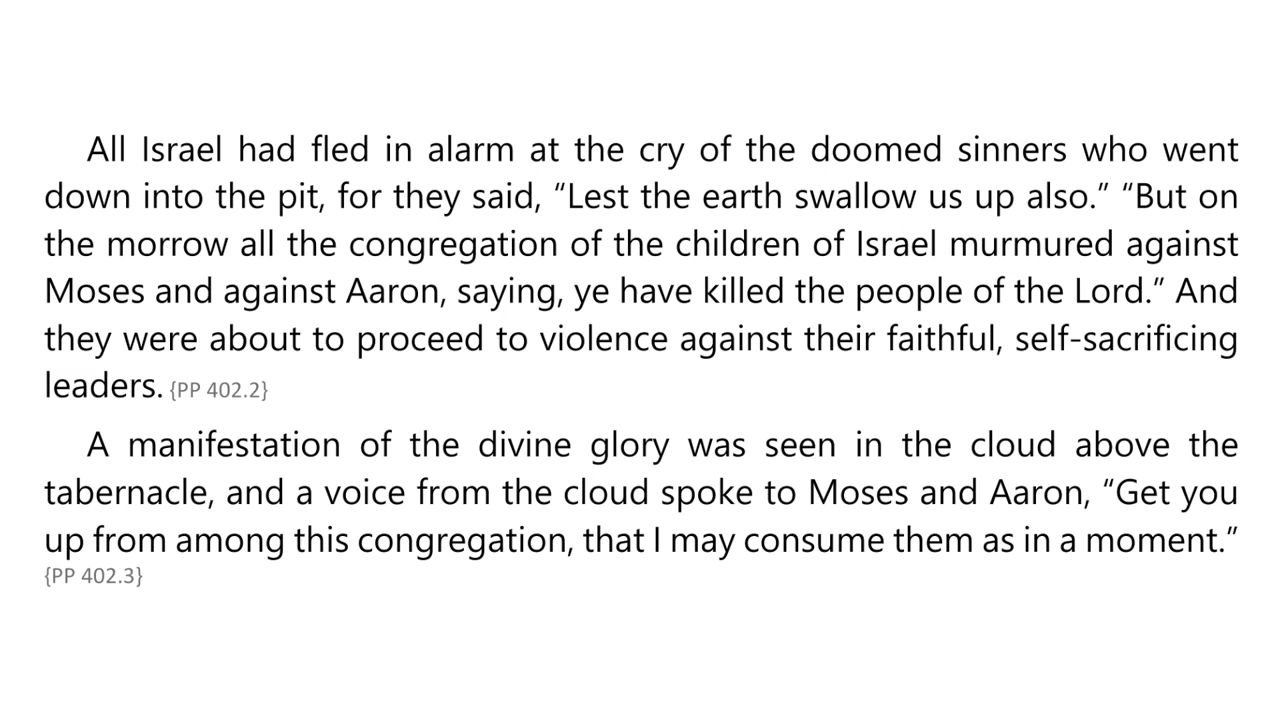 All Israel had fled in alarm at the cry of the doomed sinners who went
down into the pit, for they said, “Lest the earth swallow us up also.” “But on
the morrow all the congregation of the children of Israel murmured against
Moses and against Aaron, saying, ye have killed the people of the Lord.” And
they were about to proceed to violence against their faithful, self-sacrificing
leaders. {PP 402.2}
A manifestation of the divine glory was seen in the cloud above the
tabernacle, and a voice from the cloud spoke to Moses and Aaron, “Get you
up from among this congregation, that I may consume them as in a moment.”
{PP 402.3}